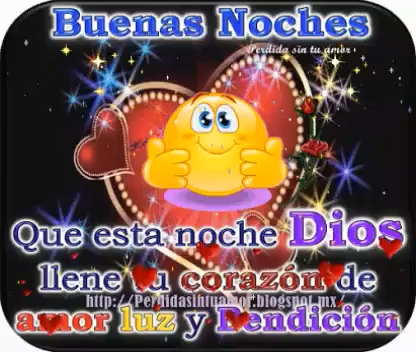 Buenas Noches
Perdida sin tu amor
Que esta noche Dios
llene tu corazón de
http://Perdidasintuamor.blogspot.mx/
amor luz y Bendición